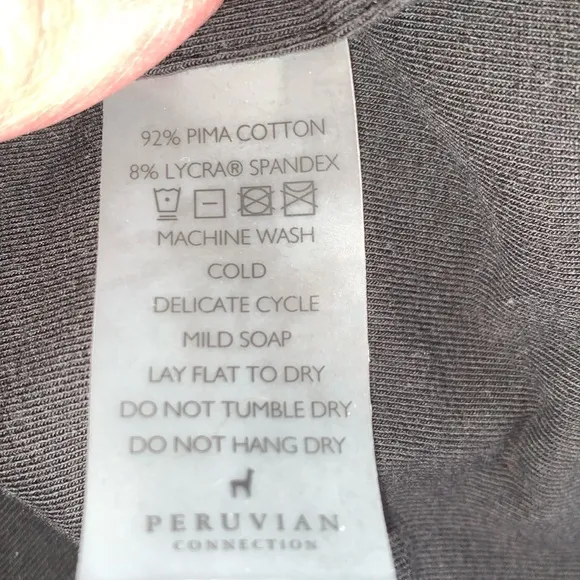 92% PIMA COTTON
8% LYCRA® SPANDEX
MACHINE WASH
COLD
DELICATE CYCLE
MILD SOAP
LAY FLAT TO DRY
DO NOT TUMBLE DRY
DO NOT HANG DRY
PERUVIAN
CONNECTION